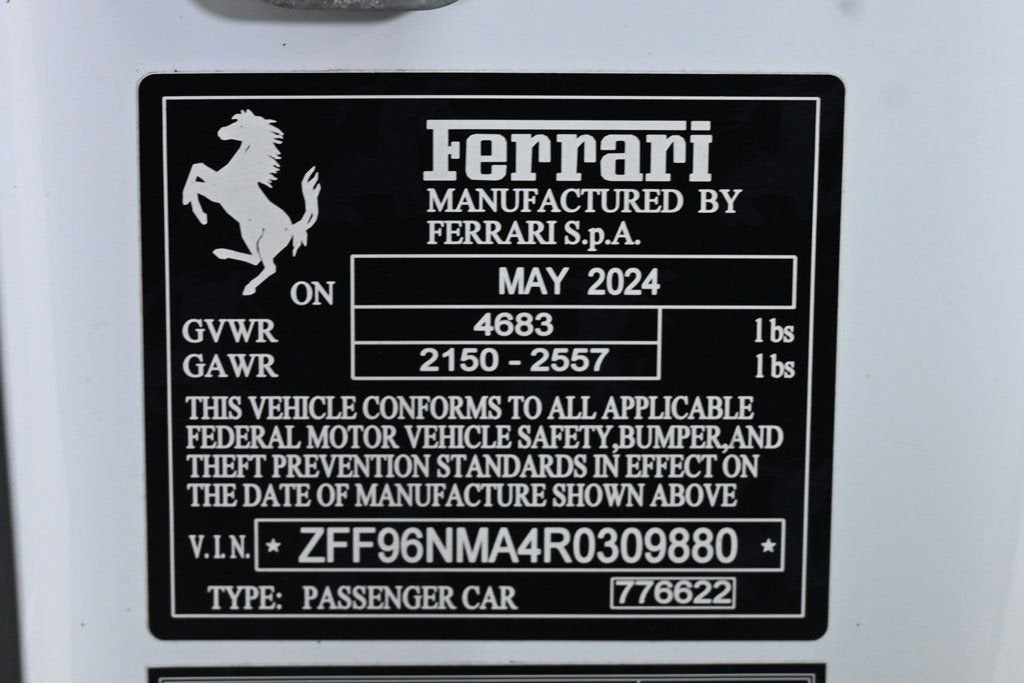 Ferrari
MANUFACTURED BY
FERRARI S.p.A.
ON MAY 2024
GVWR 4683 lbs
GAWR 2150 - 2557 lbs
THIS VEHICLE CONFORMS TO ALL APPLICABLE
FEDERAL MOTOR VEHICLE SAFETY,BUMPER,AND
THEFT PREVENTION STANDARDS IN EFFECT ON
THE DATE OF MANUFACTURE SHOWN ABOVE
V.I.N. * ZFF96NMA4R0309880 *
TYPE: PASSENGER CAR 776622